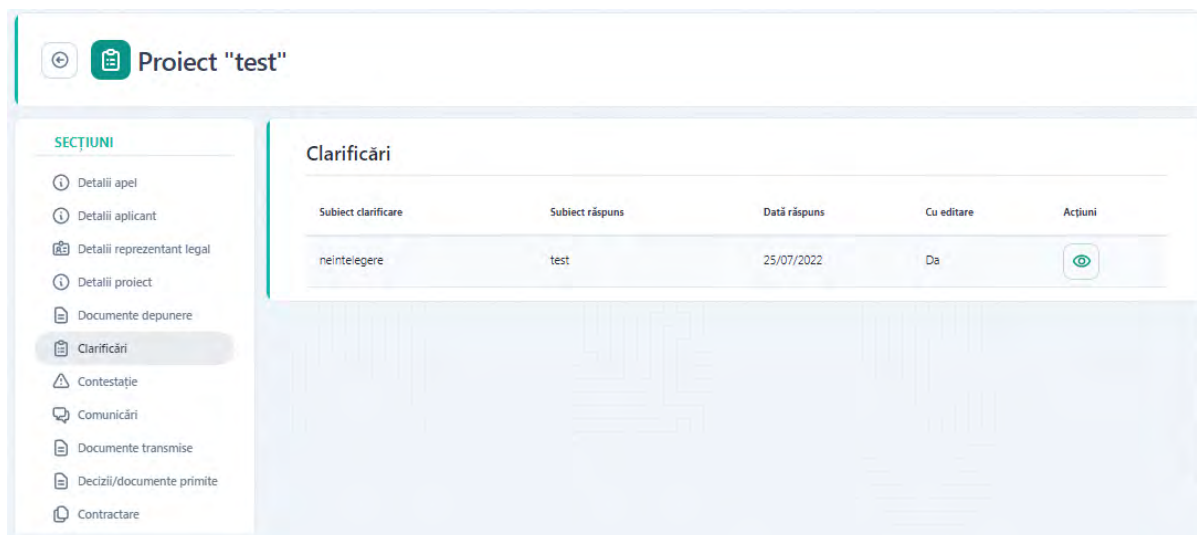 Proiect "test"
SECȚIUNI
Detalii apel
Detalii aplicant
Detalii reprezentant legal
Detalii proiect
Documente depunere
Clarificări
Contestație
Comunicări
Documente transmise
Decizii/documente primite
Contractare
Clarificări
Subiect clarificare Subiect răspuns Dată răspuns Cu editare Acțiuni
neintelegere test 25/07/2022 Da